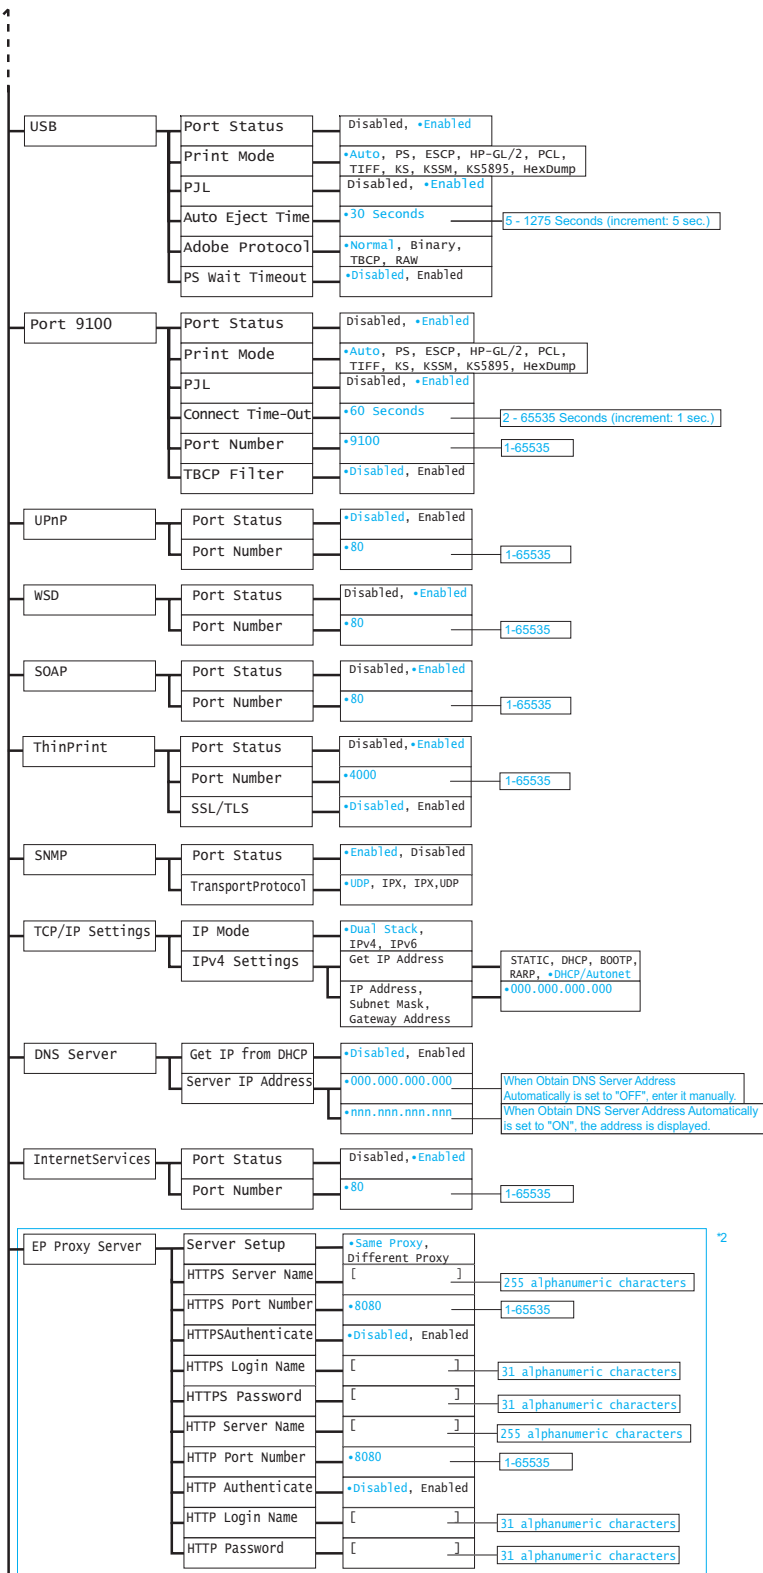 USB
Port Status
Disabled, •Enabled
Print Mode
•Auto, PS, ESCP, HP-GL/2, PCL,
TIFF, KS, KSSM, KS5895, HexDump
PJL
Disabled, •Enabled
Auto Eject Time
•30 Seconds
5 - 1275 Seconds (increment: 5 sec.)
Adobe Protocol
•Normal, Binary,
TBCP, RAW
PS Wait Timeout
•Disabled, Enabled
Port 9100
Port Status
Disabled, •Enabled
Print Mode
•Auto, PS, ESCP, HP-GL/2, PCL,
TIFF, KS, KSSM, KS5895, HexDump
PJL
Disabled, •Enabled
Connect Time-Out
•60 Seconds
2 - 65535 Seconds (increment: 1 sec.)
Port Number
•9100
1-65535
TBCP Filter
•Disabled, Enabled
UPnP
Port Status
•Disabled, Enabled
Port Number
•80
1-65535
WSD
Port Status
Disabled, •Enabled
Port Number
•80
1-65535
SOAP
Port Status
Disabled,•Enabled
Port Number
•80
1-65535
ThinPrint
Port Status
Disabled,•Enabled
Port Number
•4000
1-65535
SSL/TLS
•Disabled, Enabled
SNMP
Port Status
•Enabled, Disabled
TransportProtocol
•UDP, IPX, IPX,UDP
TCP/IP Settings
IP Mode
•Dual Stack,
IPv4, IPv6
IPv4 Settings
Get IP Address
STATIC, DHCP, BOOTP,
RARP, •DHCP/Autonet
IP Address,
Subnet Mask,
Gateway Address
•000.000.000.000
DNS Server
Get IP from DHCP
•Disabled, Enabled
Server IP Address
•000.000.000.000
When Obtain DNS Server Address
Automatically is set to "OFF", enter it manually.
•nnn.nnn.nnn.nnn
When Obtain DNS Server Address Automatically
is set to "ON", the address is displayed.
InternetServices
Port Status
Disabled,•Enabled
Port Number
•80
1-65535
*2
EP Proxy Server
Server Setup
•Same Proxy,
Different Proxy
HTTPS Server Name
[ ]
255 alphanumeric characters
HTTPS Port Number
•8080
1-65535
HTTPSAuthenticate
•Disabled, Enabled
HTTPS Login Name
[ ]
31 alphanumeric characters
HTTPS Password
[ ]
31 alphanumeric characters
HTTP Server Name
[ ]
255 alphanumeric characters
HTTP Port Number
•8080
1-65535
HTTP Authenticate
•Disabled, Enabled
HTTP Login Name
[ ]
31 alphanumeric characters
HTTP Password
[ ]
31 alphanumeric characters